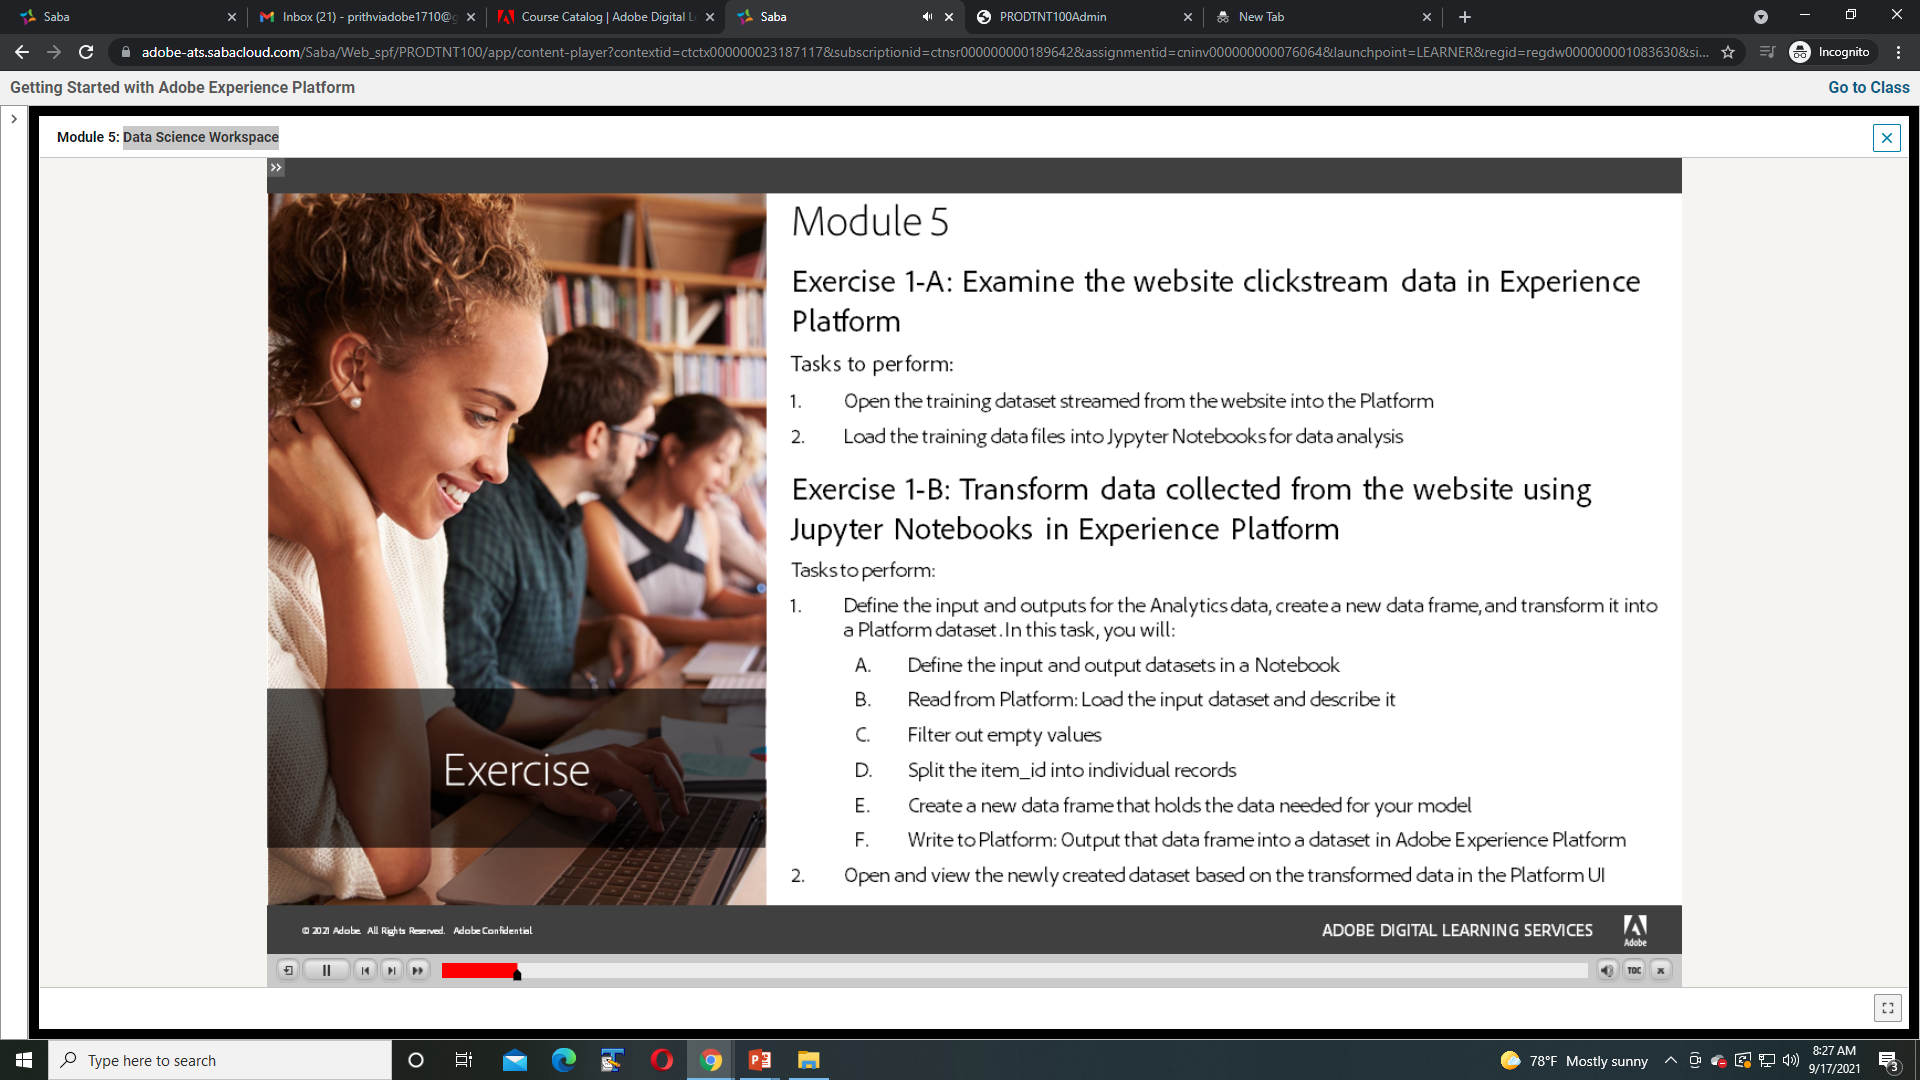 Saba
Inbox (21) - prithviadobe1710@g
Course Catalog | Adobe Digital L
Saba
PRODTNT100Admin
New Tab
adobe-ats.sabacloud.com/Saba/Web_spf/PRODTNT100/app/content-player?contextid=ctctx000000023187117&subscriptionid=ctnsr000000000189642&assignmentid=cninv000000000076064&launchpoint=LEARNER&regid=regdw000000001083630&si...
Incognito
Getting Started with Adobe Experience Platform
Go to Class
Module 5: Data Science Workspace
Module 5
Exercise 1-A: Examine the website clickstream data in Experience
Platform
Tasks to perform:
1. Open the training dataset streamed from the website into the Platform
2. Load the training data files into Jypyter Notebooks for data analysis
Exercise 1-B: Transform data collected from the website using
Jupyter Notebooks in Experience Platform
Tasks to perform:
1. Define the input and outputs for the Analytics data, create a new data frame, and transform it into
a Platform dataset. In this task, you will:
A. Define the input and output datasets in a Notebook
B. Read from Platform: Load the input dataset and describe it
C. Filter out empty values
D. Split the item_id into individual records
E. Create a new data frame that holds the data needed for your model
F. Write to Platform: Output that data frame into a dataset in Adobe Experience Platform
2. Open and view the newly created dataset based on the transformed data in the Platform UI
Exercise
© 2021 Adobe. All Rights Reserved. Adobe Confidential
ADOBE DIGITAL LEARNING SERVICES
Adobe
TOC
Type here to search
78°F Mostly sunny
8:27 AM
9/17/2021
3